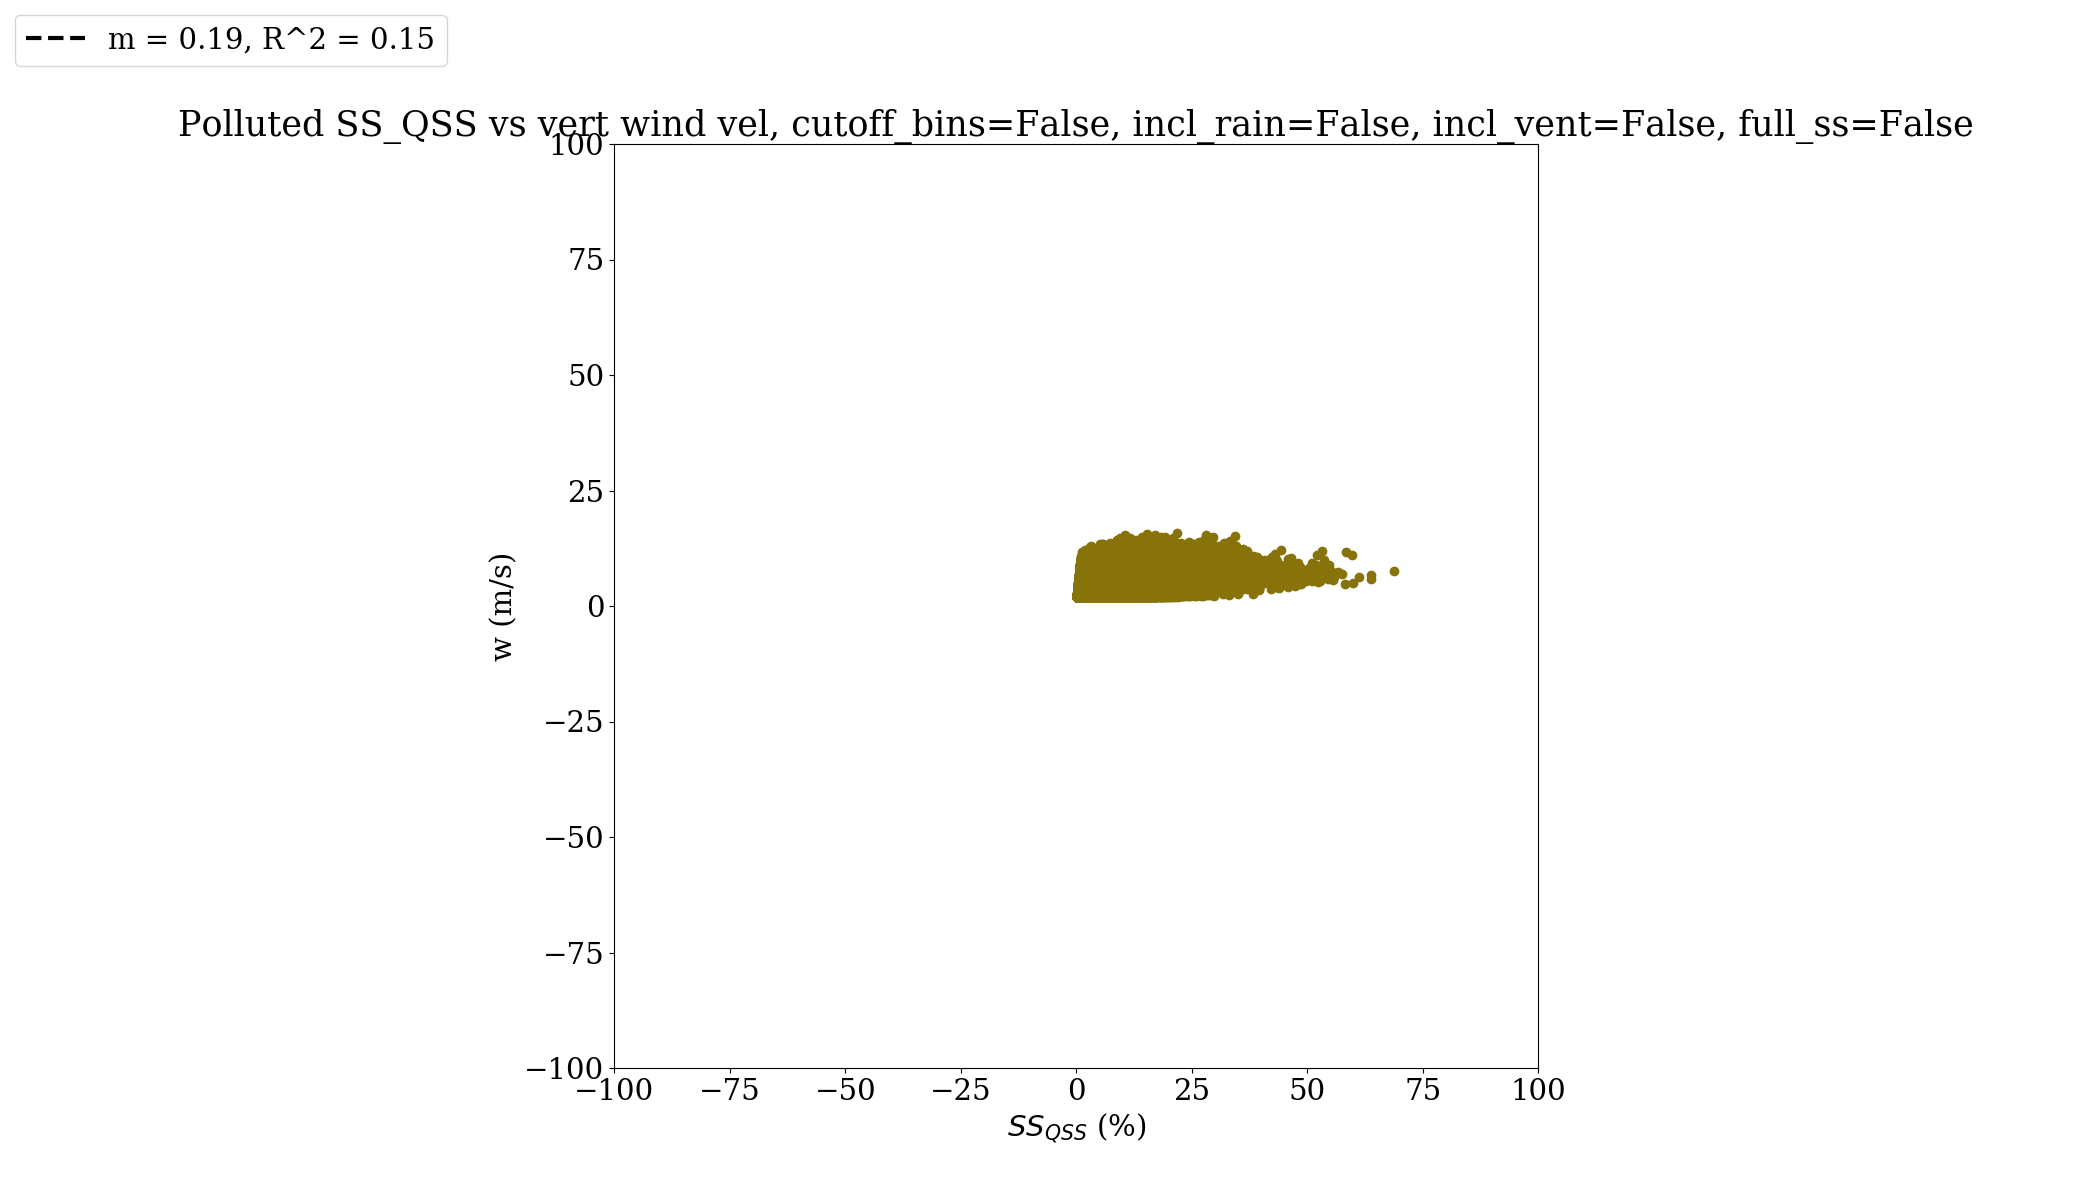 m = 0.19, R^2 = 0.15
Polluted SS_QSS vs vert wind vel, cutoff_bins=False, incl_rain=False, incl_vent=False, full_ss=False
100
75
50
25
0
−25
−50
−75
−100
w (m/s)
−100 −75 −50 −25 0 25 50 75 100
SS_QSS (%)